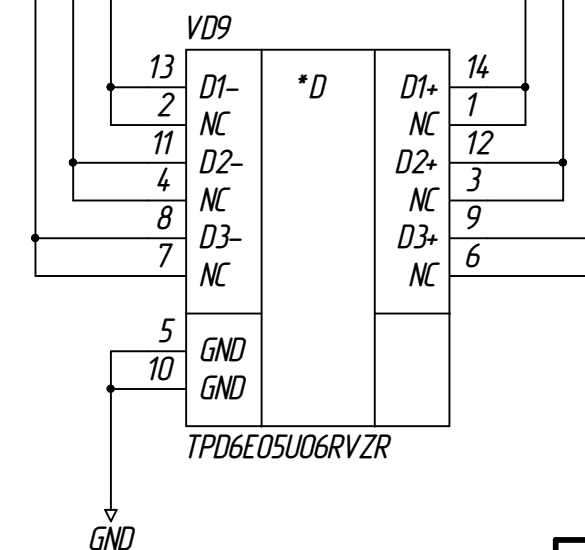 VD9
13 D1- *D D1+ 14
2 NC NC 1
11 D2- D2+ 12
4 NC NC 3
8 D3- D3+ 9
7 NC NC 6
5 GND
10 GND
TPD6E05U06RVZR
GND